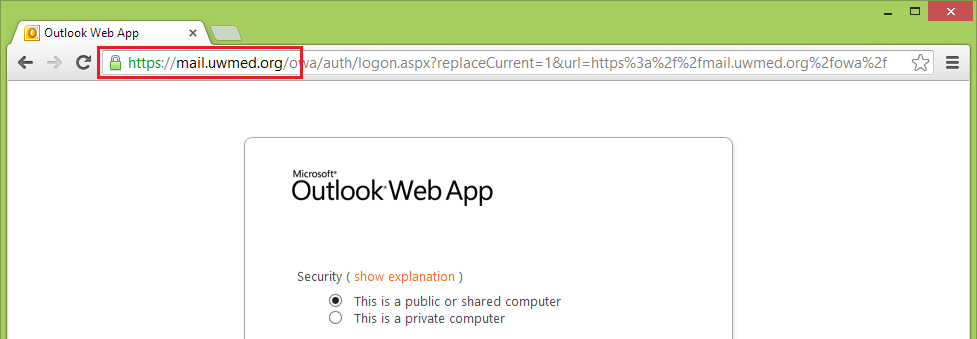 Outlook Web App
https://mail.uwmed.org/owa/auth/logon.aspx?replaceCurrent=1&url=https%3a%2f%2fmail.uwmed.org%2fowa%2f
Microsoft®
Outlook® Web App
Security ( show explanation )
This is a public or shared computer
This is a private computer